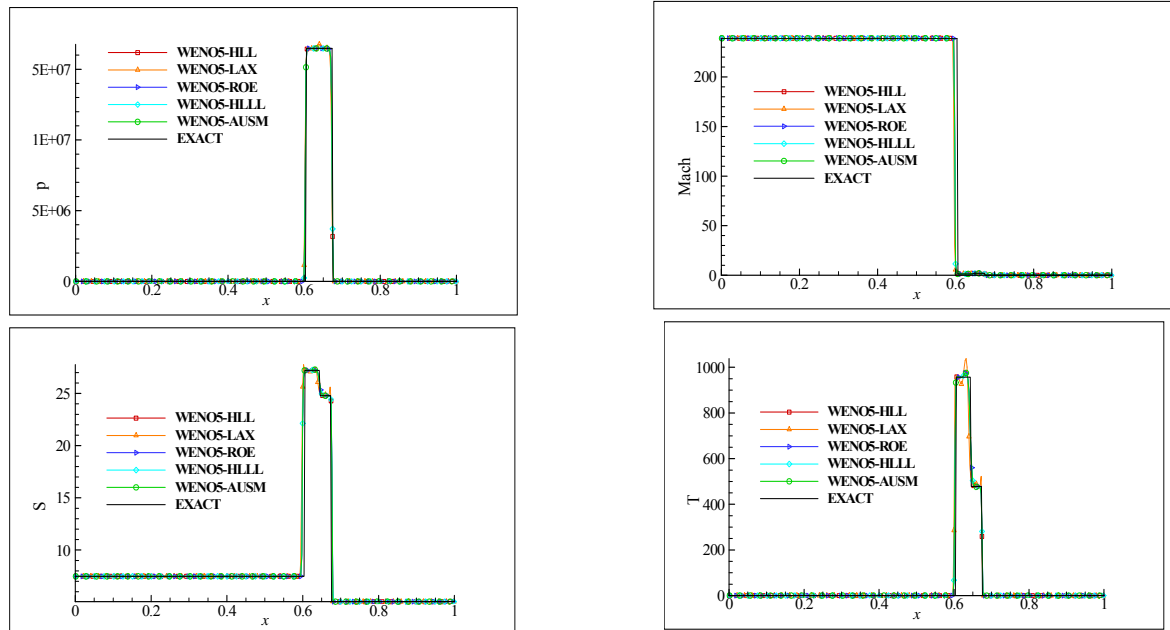 WENO5-HLL
WENO5-LAX
WENO5-ROE
WENO5-HLLL
WENO5-AUSM
EXACT
5E+07
1E+07
5E+06
0
p
0 0.2 0.4 0.6 0.8 1
x
WENO5-HLL
WENO5-LAX
WENO5-ROE
WENO5-HLLL
WENO5-AUSM
EXACT
200
150
100
50
0
Mach
0 0.2 0.4 0.6 0.8 1
x
WENO5-HLL
WENO5-LAX
WENO5-ROE
WENO5-HLLL
WENO5-AUSM
EXACT
25
20
15
10
S
0 0.2 0.4 0.6 0.8 1
x
WENO5-HLL
WENO5-LAX
WENO5-ROE
WENO5-HLLL
WENO5-AUSM
EXACT
1000
800
600
400
200
0
T
0 0.2 0.4 0.6 0.8 1
x